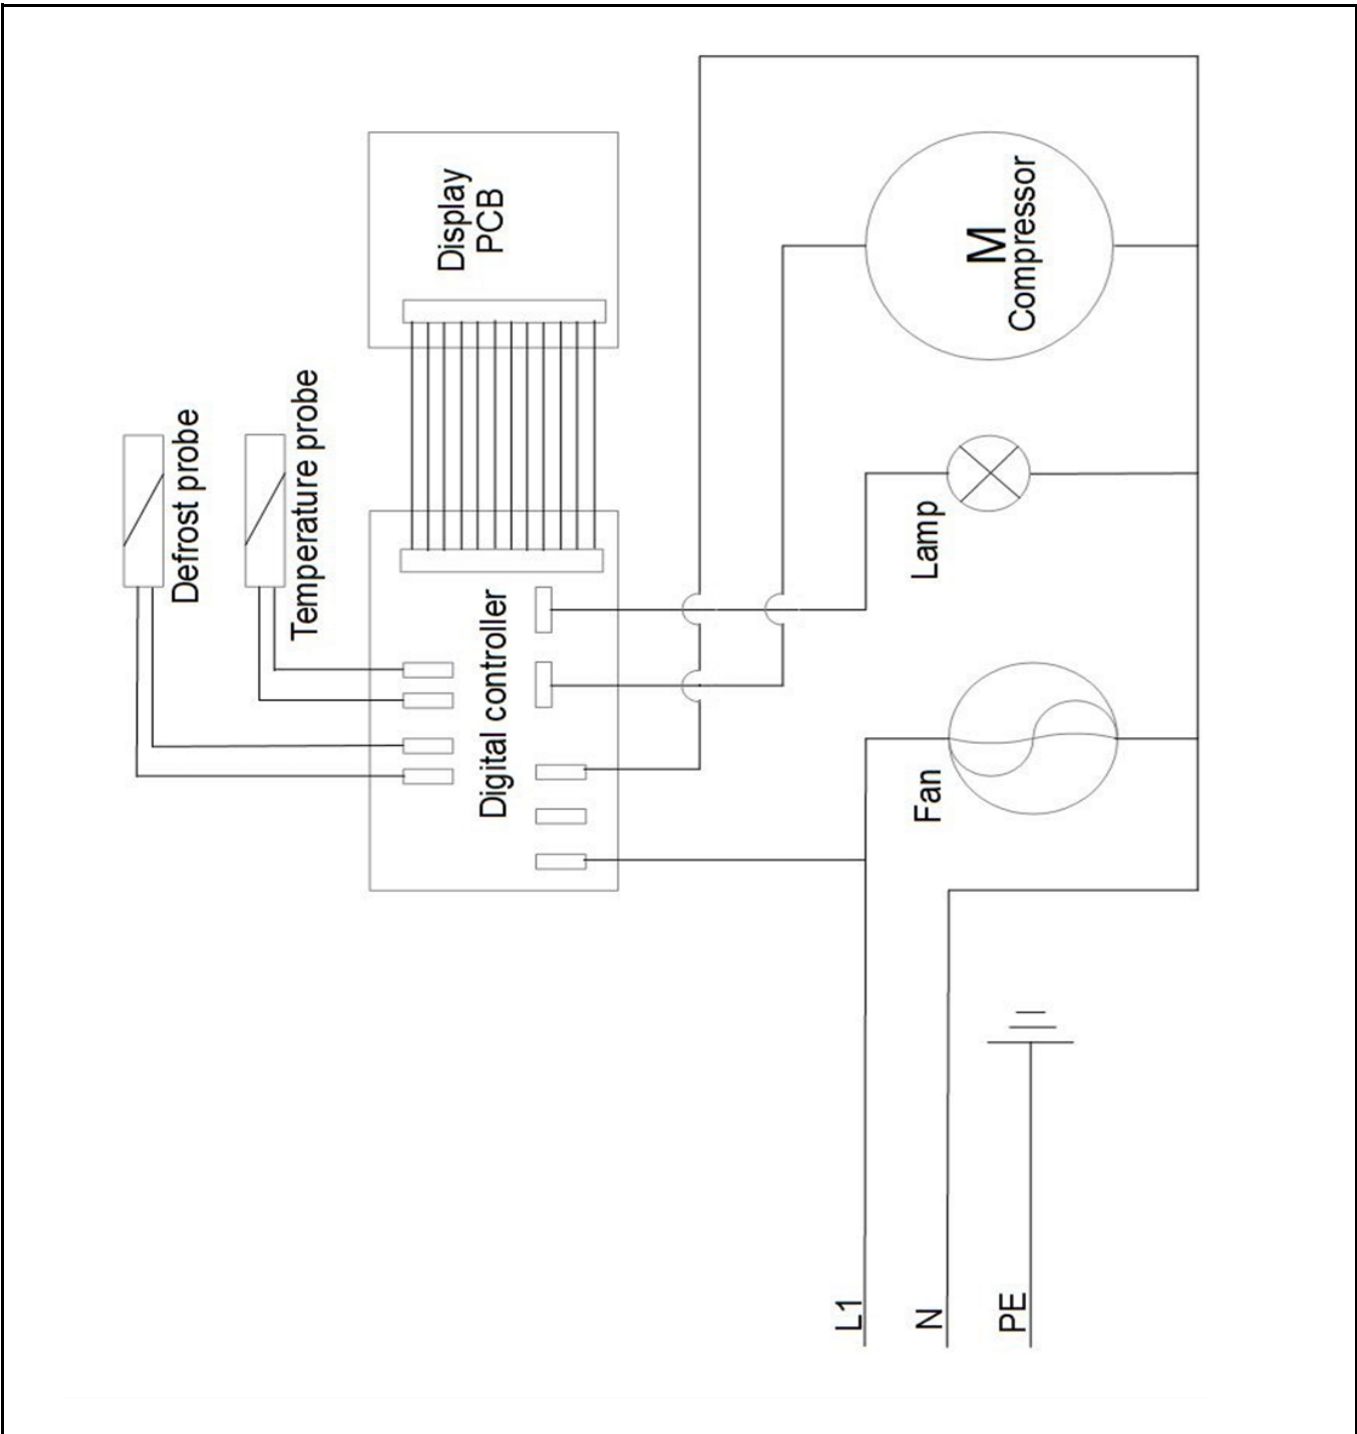 Defrost probe
Temperature probe
Display
PCB
Digital controller
M
Compressor
Lamp
Fan
L1
N
PE